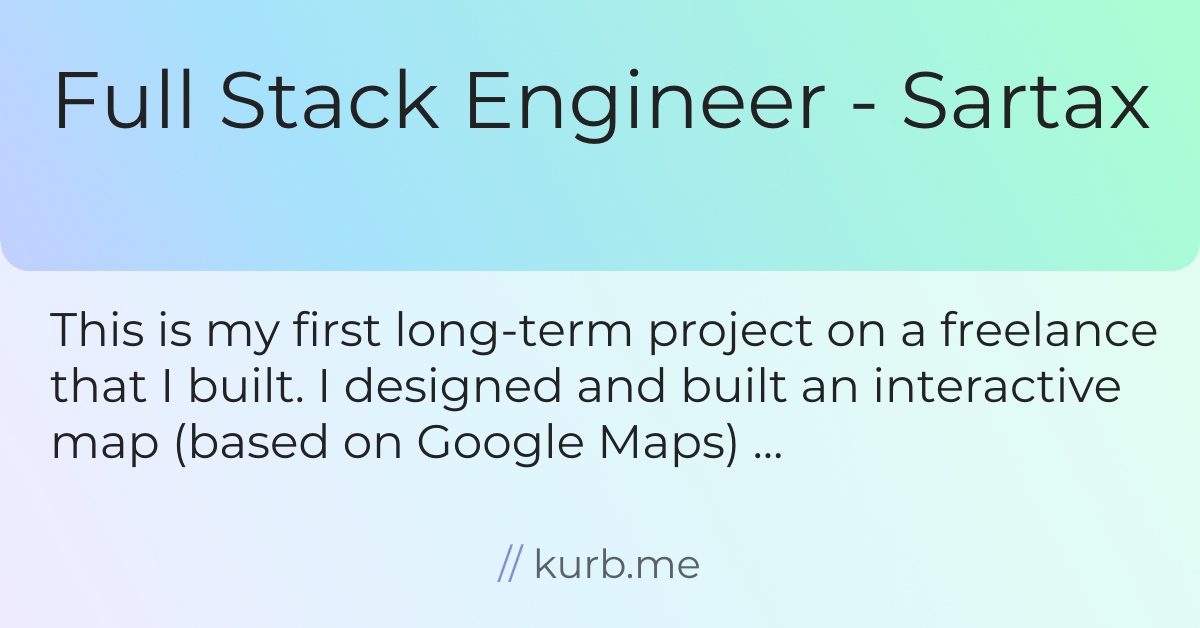 Full Stack Engineer - Sartax
This is my first long-term project on a freelance
that I built. I designed and built an interactive
map (based on Google Maps) ...
// kurb.me